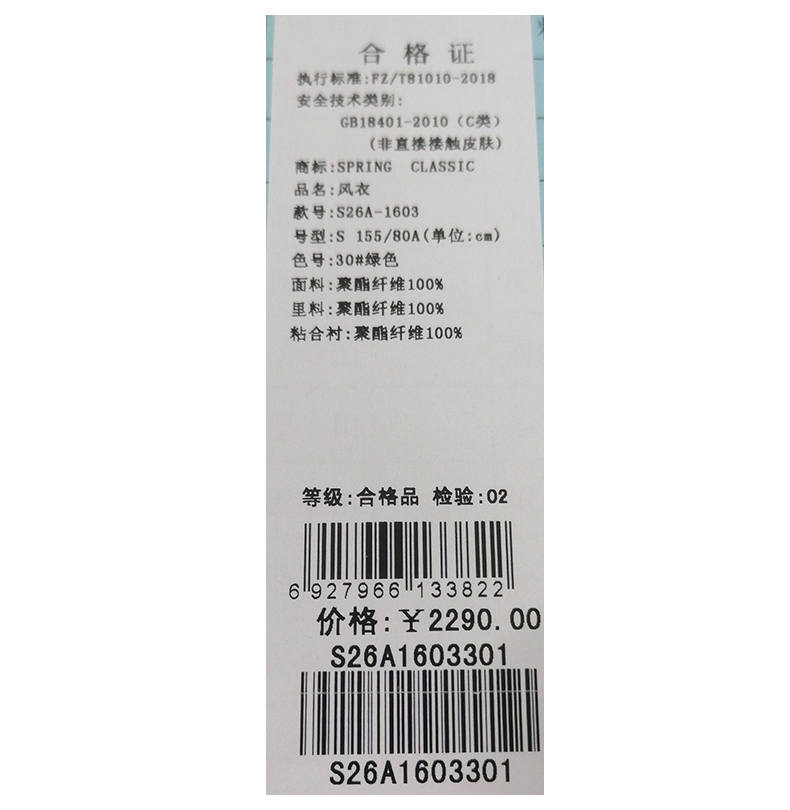 合格证
执行标准:FZ/T81010-2018
安全技术类别:
GB18401-2010（C类）
(非直接接触皮肤)
商标:SPRING CLASSIC
品名:风衣
款号:S26A-1603
号型:S 155/80A(单位:cm)
色号:30#绿色
面料:聚酯纤维100%
里料:聚酯纤维100%
粘合衬:聚酯纤维100%
等级:合格品 检验:02
6 927966 133822
价格:￥2290.00
S26A1603301
S26A1603301